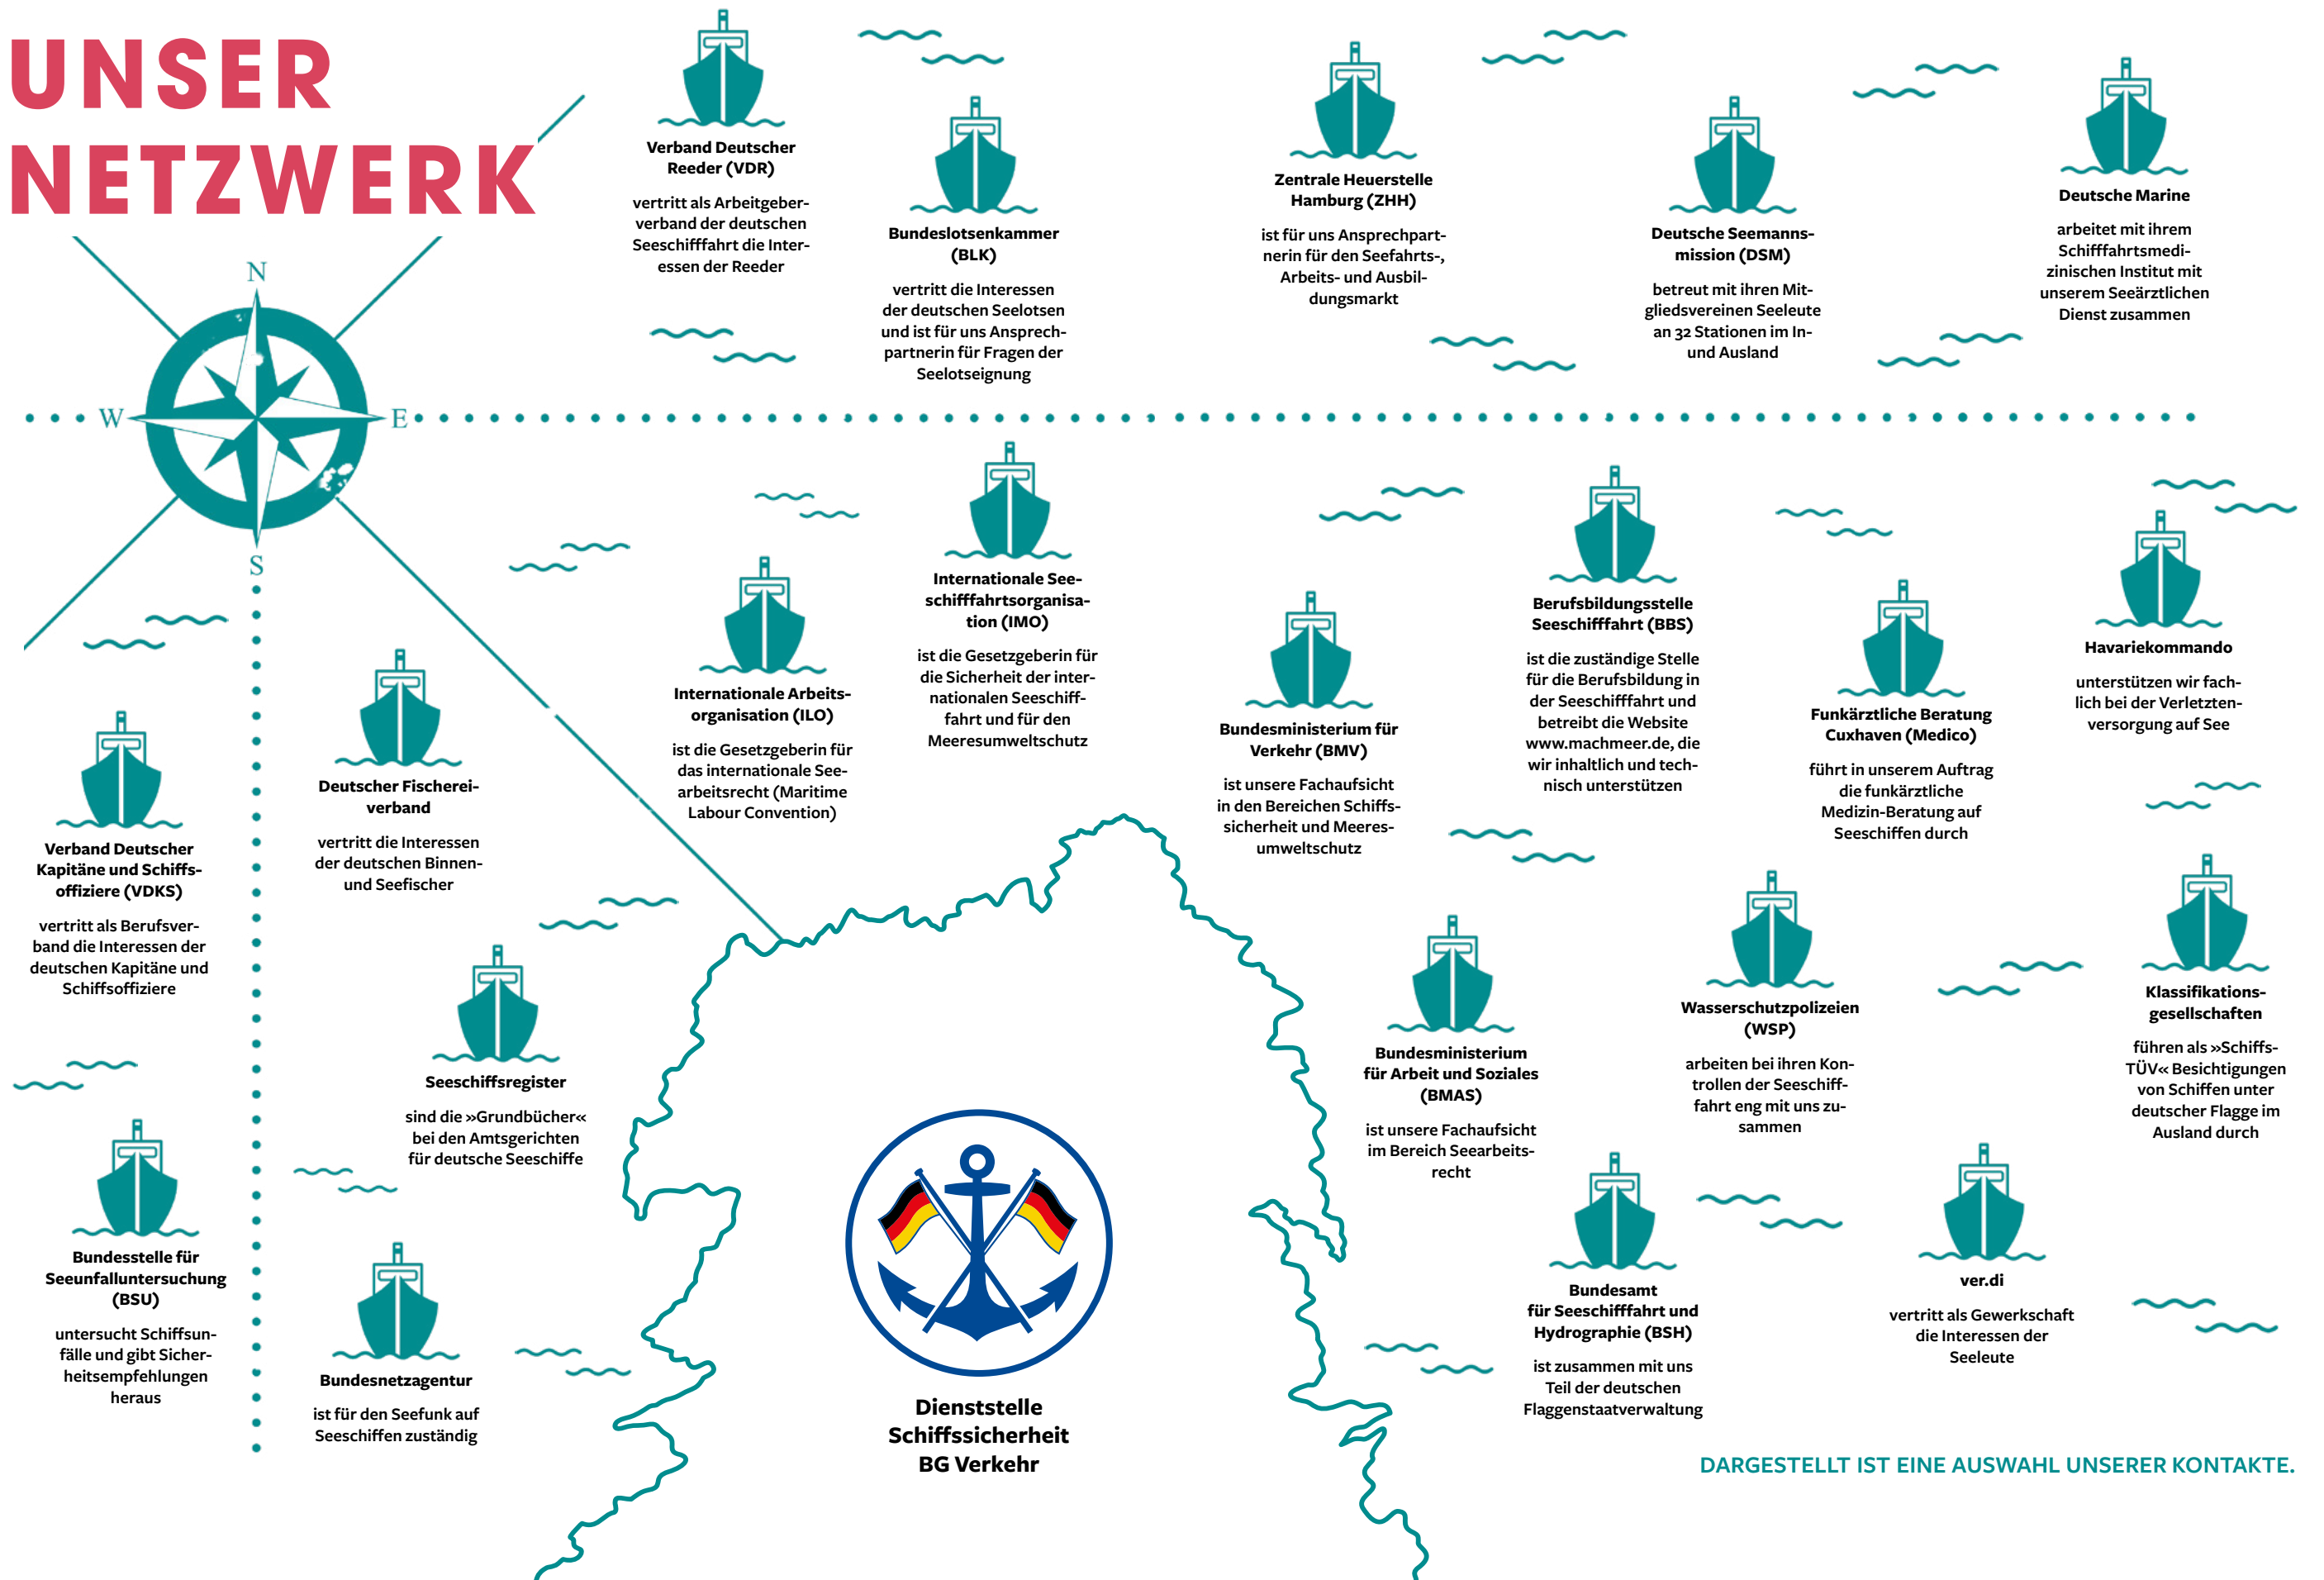 UNSER
NETZWERK
Verband Deutscher
Reeder (VDR)
vertritt als Arbeitgeber-
verband der deutschen
Seeschifffahrt die Inter-
essen der Reeder
Bundeslotsenkammer
(BLK)
vertritt die Interessen
der deutschen Seelotsen
und ist für uns Ansprech-
partnerin für Fragen der
Seelotseignung
Zentrale Heuerstelle
Hamburg (ZHH)
ist für uns Ansprechpart-
nerin für den Seefahrts-,
Arbeits- und Ausbil-
dungsmarkt
Deutsche Seemanns-
mission (DSM)
betreut mit ihren Mit-
gliedsvereinen Seeleute
an 32 Stationen im In-
und Ausland
Deutsche Marine
arbeitet mit ihrem
Schifffahrtsmedi-
zinischen Institut mit
unserem Seeärztlichen
Dienst zusammen
N
W
E
S
Internationale See-
schifffahrtsorganisa-
tion (IMO)
ist die Gesetzgeberin für
die Sicherheit der inter-
nationalen Seeschiff-
fahrt und für den
Meeresumweltschutz
Internationale Arbeits-
organisation (ILO)
ist die Gesetzgeberin für
das internationale See-
arbeitsrecht (Maritime
Labour Convention)
Bundesministerium für
Verkehr (BMV)
ist unsere Fachaufsicht
in den Bereichen Schiffs-
sicherheit und Meeres-
umweltschutz
Berufsbildungsstelle
Seeschifffahrt (BBS)
ist die zuständige Stelle
für die Berufsbildung in
der Seeschifffahrt und
betreibt die Website
www.machmeer.de, die
wir inhaltlich und tech-
nisch unterstützen
Funkärztliche Beratung
Cuxhaven (Medico)
führt in unserem Auftrag
die funkärztliche
Medizin-Beratung auf
Seeschiffen durch
Havariekommando
unterstützen wir fach-
lich bei der Verletzten-
versorgung auf See
Verband Deutscher
Kapitäne und Schiffs-
offiziere (VDKS)
vertritt als Berufsver-
band die Interessen der
deutschen Kapitäne und
Schiffsoffiziere
Deutscher Fischerei-
verband
vertritt die Interessen
der deutschen Binnen-
und Seefischer
Seeschiffsregister
sind die »Grundbücher«
bei den Amtsgerichten
für deutsche Seeschiffe
Bundesministerium
für Arbeit und Soziales
(BMAS)
ist unsere Fachaufsicht
im Bereich Seearbeits-
recht
Wasserschutzpolizeien
(WSP)
arbeiten bei ihren Kon-
trollen der Seeschiff-
fahrt eng mit uns zu-
sammen
Klassifikations-
gesellschaften
führen als »Schiffs-
TÜV« Besichtigungen
von Schiffen unter
deutscher Flagge im
Ausland durch
Bundesstelle für
Seeunfalluntersuchung
(BSU)
untersucht Schiffsun-
fälle und gibt Sicher-
heitsempfehlungen
heraus
Bundesnetzagentur
ist für den Seefunk auf
Seeschiffen zuständig
Dienststelle
Schiffssicherheit
BG Verkehr
Bundesamt
für Seeschifffahrt und
Hydrographie (BSH)
ist zusammen mit uns
Teil der deutschen
Flaggenstaatverwaltung
ver.di
vertritt als Gewerkschaft
die Interessen der
Seeleute
DARGESTELLT IST EINE AUSWAHL UNSERER KONTAKTE.